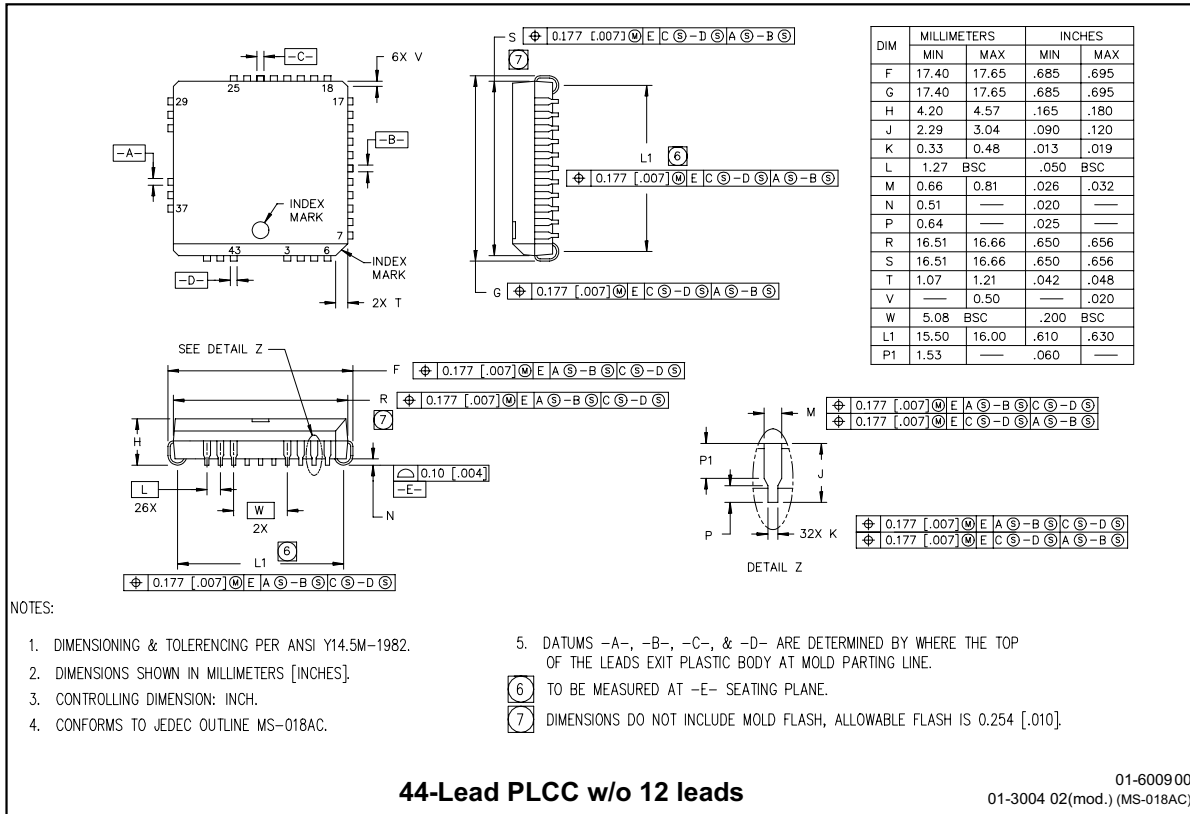 S ⌖ 0.177 [.007] Ⓜ E C Ⓢ -D Ⓢ A Ⓢ -B Ⓢ
7
-C-
6X V
25 18
29 17
-B-
-A-
37
INDEX
MARK
7
43 3 6
INDEX
MARK
-D-
2X T
L1 6
⌖ 0.177 [.007] Ⓜ E C Ⓢ -D Ⓢ A Ⓢ -B Ⓢ
G ⌖ 0.177 [.007] Ⓜ E C Ⓢ -D Ⓢ A Ⓢ -B Ⓢ
DIM MILLIMETERS INCHES
MIN MAX MIN MAX
F 17.40 17.65 .685 .695
G 17.40 17.65 .685 .695
H 4.20 4.57 .165 .180
J 2.29 3.04 .090 .120
K 0.33 0.48 .013 .019
L 1.27 BSC .050 BSC
M 0.66 0.81 .026 .032
N 0.51 — .020 —
P 0.64 — .025 —
R 16.51 16.66 .650 .656
S 16.51 16.66 .650 .656
T 1.07 1.21 .042 .048
V — 0.50 — .020
W 5.08 BSC .200 BSC
L1 15.50 16.00 .610 .630
P1 1.53 — .060 —
SEE DETAIL Z
F ⌖ 0.177 [.007] Ⓜ E A Ⓢ -B Ⓢ C Ⓢ -D Ⓢ
R ⌖ 0.177 [.007] Ⓜ E A Ⓢ -B Ⓢ C Ⓢ -D Ⓢ
7
H
⌓ 0.10 [.004]
-E-
L
26X
W
2X
N
L1 6
⌖ 0.177 [.007] Ⓜ E A Ⓢ -B Ⓢ C Ⓢ -D Ⓢ
M ⌖ 0.177 [.007] Ⓜ E A Ⓢ -B Ⓢ C Ⓢ -D Ⓢ
⌖ 0.177 [.007] Ⓜ E C Ⓢ -D Ⓢ A Ⓢ -B Ⓢ
P1
J
P
32X K
⌖ 0.177 [.007] Ⓜ E A Ⓢ -B Ⓢ C Ⓢ -D Ⓢ
⌖ 0.177 [.007] Ⓜ E C Ⓢ -D Ⓢ A Ⓢ -B Ⓢ
DETAIL Z
NOTES:
1. DIMENSIONING & TOLERENCING PER ANSI Y14.5M-1982.
2. DIMENSIONS SHOWN IN MILLIMETERS [INCHES].
3. CONTROLLING DIMENSION: INCH.
4. CONFORMS TO JEDEC OUTLINE MS-018AC.
5. DATUMS -A-, -B-, -C-, & -D- ARE DETERMINED BY WHERE THE TOP
OF THE LEADS EXIT PLASTIC BODY AT MOLD PARTING LINE.
6 TO BE MEASURED AT -E- SEATING PLANE.
7 DIMENSIONS DO NOT INCLUDE MOLD FLASH, ALLOWABLE FLASH IS 0.254 [.010].
44-Lead PLCC w/o 12 leads
01-6009 00
01-3004 02(mod.) (MS-018AC)